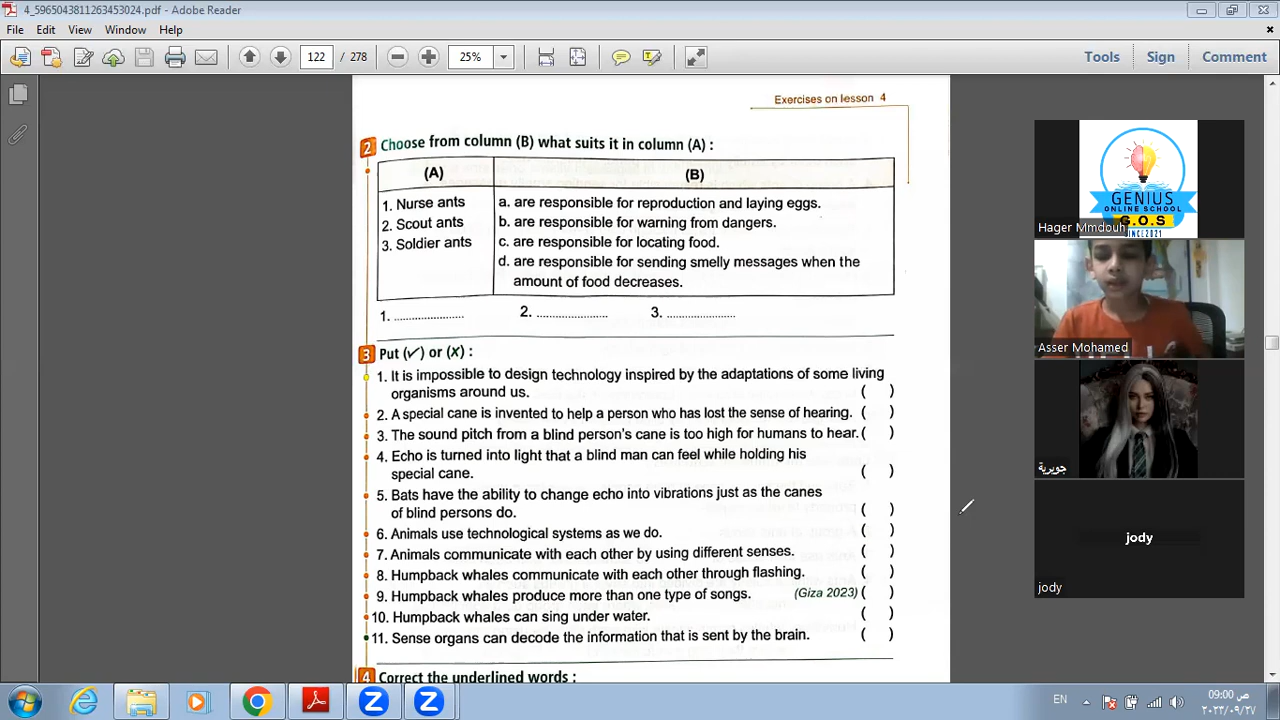 4_5965043811263453024.pdf - Adobe Reader
File Edit View Window Help
122 / 278 25% Tools Sign Comment
Exercises on lesson 4
2 Choose from column (B) what suits it in column (A) :
(A) (B)
1. Nurse ants a. are responsible for reproduction and laying eggs.
2. Scout ants b. are responsible for warning from dangers.
3. Soldier ants c. are responsible for locating food.
d. are responsible for sending smelly messages when the
amount of food decreases.
1. ...................... 2. ...................... 3. ......................
3 Put (✓) or (x) :
1. It is impossible to design technology inspired by the adaptations of some living
organisms around us. ( )
2. A special cane is invented to help a person who has lost the sense of hearing. ( )
3. The sound pitch from a blind person's cane is too high for humans to hear. ( )
4. Echo is turned into light that a blind man can feel while holding his
special cane. ( )
5. Bats have the ability to change echo into vibrations just as the canes
of blind persons do. ( )
6. Animals use technological systems as we do. ( )
7. Animals communicate with each other by using different senses. ( )
8. Humpback whales communicate with each other through flashing. ( )
9. Humpback whales produce more than one type of songs. (Giza 2023) ( )
10. Humpback whales can sing under water. ( )
11. Sense organs can decode the information that is sent by the brain. ( )
4 Correct the underlined words :
GENIUS
ONLINE SCHOOL
G.O.S
SINCE 2021
Hager Mmdouh
Asser Mohamed
جويرية
jody
jody
EN
09:00 ص
٢٠٢٣/٠٩/٢٧